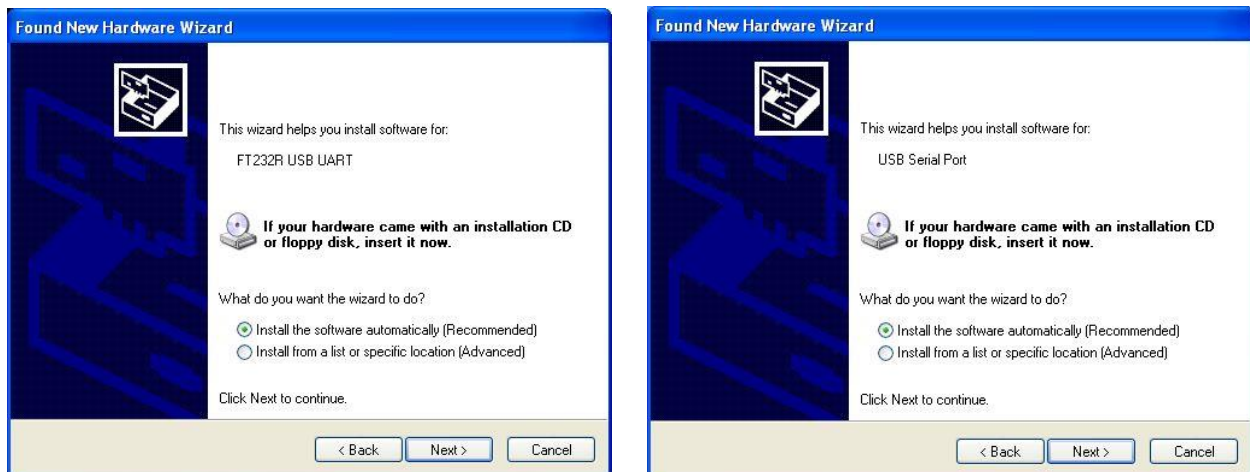 Found New Hardware Wizard
This wizard helps you install software for:
FT232R USB UART
If your hardware came with an installation CD
or floppy disk, insert it now.
What do you want the wizard to do?
Install the software automatically (Recommended)
Install from a list or specific location (Advanced)
Click Next to continue.
< Back
Next >
Cancel
Found New Hardware Wizard
This wizard helps you install software for:
USB Serial Port
If your hardware came with an installation CD
or floppy disk, insert it now.
What do you want the wizard to do?
Install the software automatically (Recommended)
Install from a list or specific location (Advanced)
Click Next to continue.
< Back
Next >
Cancel